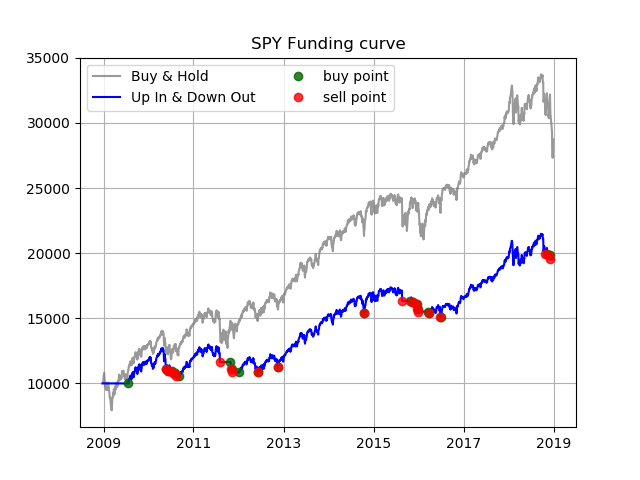 SPY Funding curve
Buy & Hold
Up In & Down Out
buy point
sell point
35000
30000
25000
20000
15000
10000
2009 2011 2013 2015 2017 2019